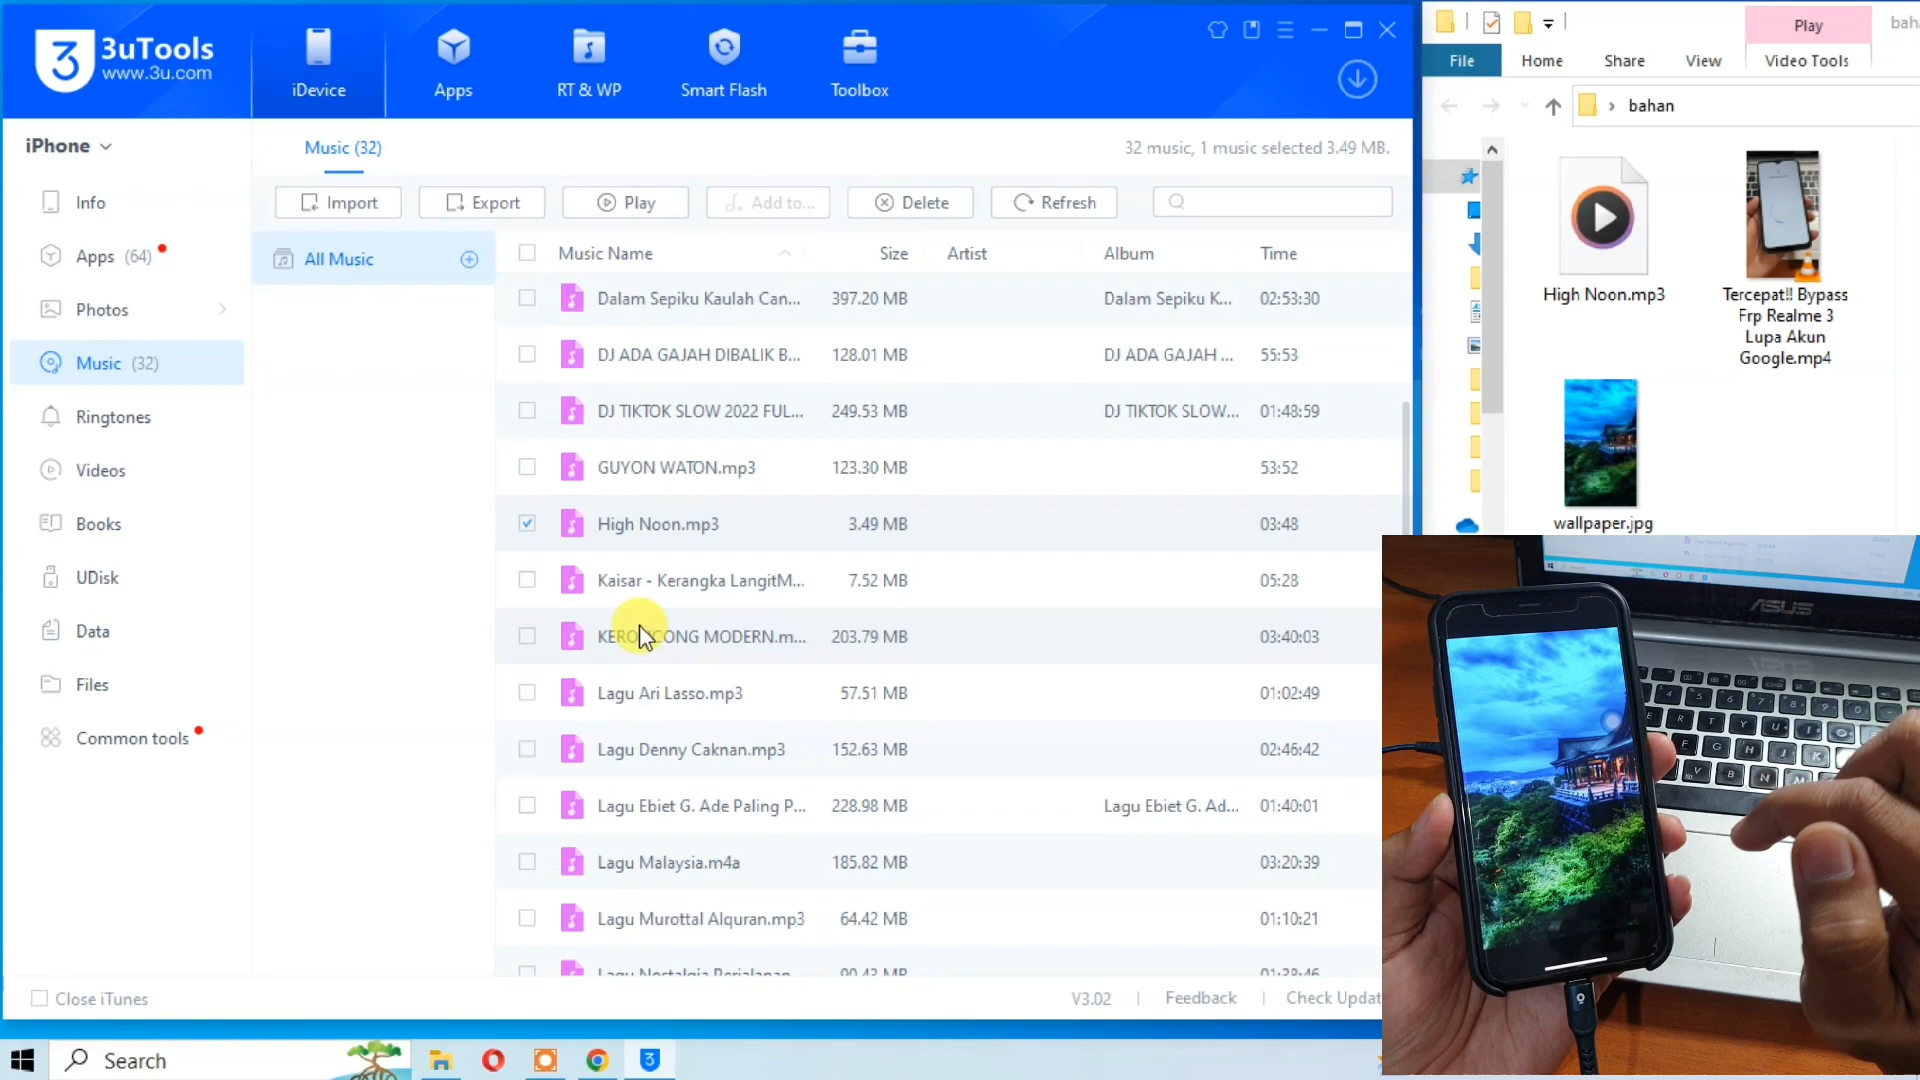 3uTools
www.3u.com
iDevice
Apps
RT & WP
Smart Flash
Toolbox
iPhone
Info
Apps (64)
Photos
Music (32)
Ringtones
Videos
Books
UDisk
Data
Files
Common tools
Music (32)
32 music, 1 music selected 3.49 MB.
Import
Export
Play
Add to...
Delete
Refresh
All Music
Music Name Size Artist Album Time
Dalam Sepiku Kaulah Can... 397.20 MB Dalam Sepiku K... 02:53:30
DJ ADA GAJAH DIBALIK B... 128.01 MB DJ ADA GAJAH ... 55:53
DJ TIKTOK SLOW 2022 FUL... 249.53 MB DJ TIKTOK SLOW... 01:48:59
GUYON WATON.mp3 123.30 MB 53:52
High Noon.mp3 3.49 MB 03:48
Kaisar - Kerangka LangitM... 7.52 MB 05:28
CONG MODERN.m... 203.79 MB 03:40:03
Lagu Ari Lasso.mp3 57.51 MB 01:02:49
Lagu Denny Caknan.mp3 152.63 MB 02:46:42
Lagu Ebiet G. Ade Paling P... 228.98 MB Lagu Ebiet G. Ad... 01:40:01
Lagu Malaysia.m4a 185.82 MB 03:20:39
Lagu Murottal Alquran.mp3 64.42 MB 01:10:21
Close iTunes
V3.02
Feedback
Check Updat
Search
Play
baha
File
Home
Share
View
Video Tools
bahan
High Noon.mp3
Tercepat!! Bypass
Frp Realme 3
Lupa Akun
Google.mp4
wallpaper.jpg
ASUS